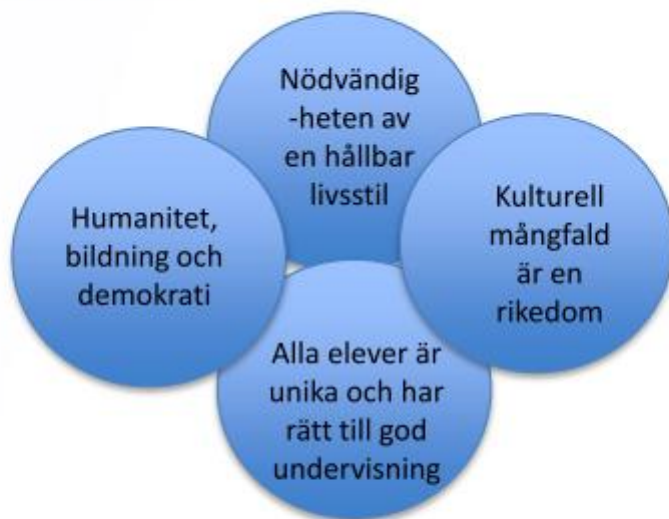 Nödvändig
-heten av
en hållbar
livsstil
Humanitet,
bildning och
demokrati
Kulturell
mångfald
är en
rikedom
Alla elever är
unika och har
rätt till god
undervisning